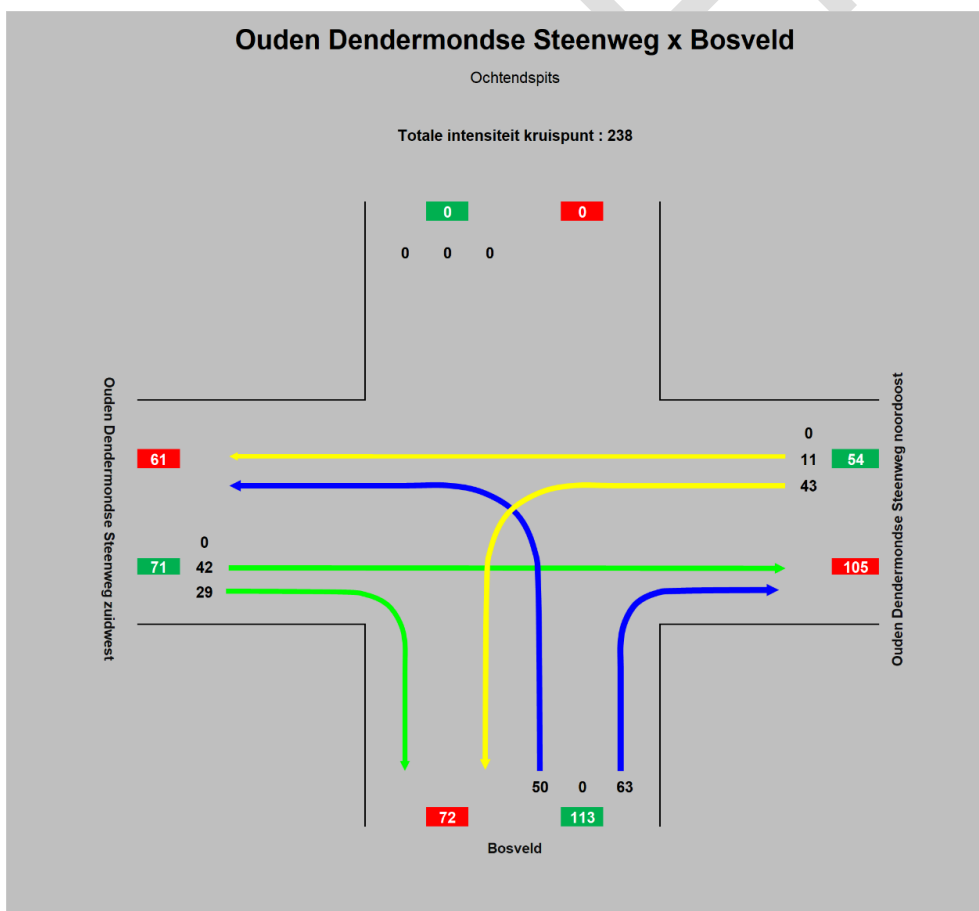 Ouden Dendermondse Steenweg x Bosveld
Ochtendspits
Totale intensiteit kruispunt : 238
0 0
0 0 0
Ouden Dendermondse Steenweg zuidwest
Ouden Dendermondse Steenweg noordoost
0
61 11 54
43
0
71 42 105
29
50 0 63
72 113
Bosveld